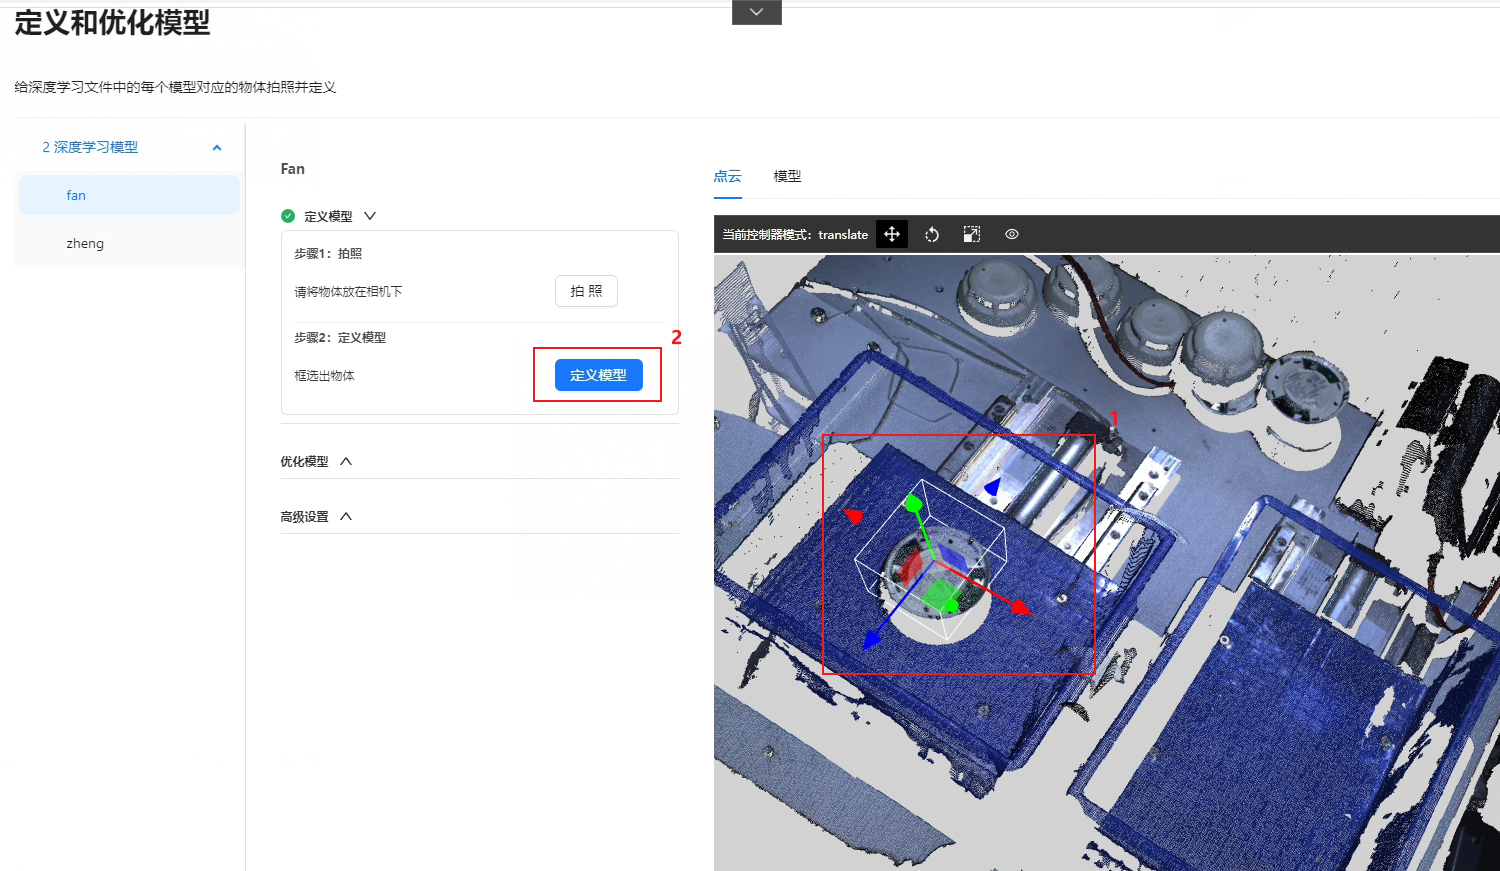 定义和优化模型
给深度学习文件中的每个模型对应的物体拍照并定义
2 深度学习模型
fan
zheng
Fan
定义模型
步骤1：拍照
请将物体放在相机下
拍 照
步骤2：定义模型
2
框选出物体
定义模型
优化模型
高级设置
点云
模型
当前控制器模式：translate
1